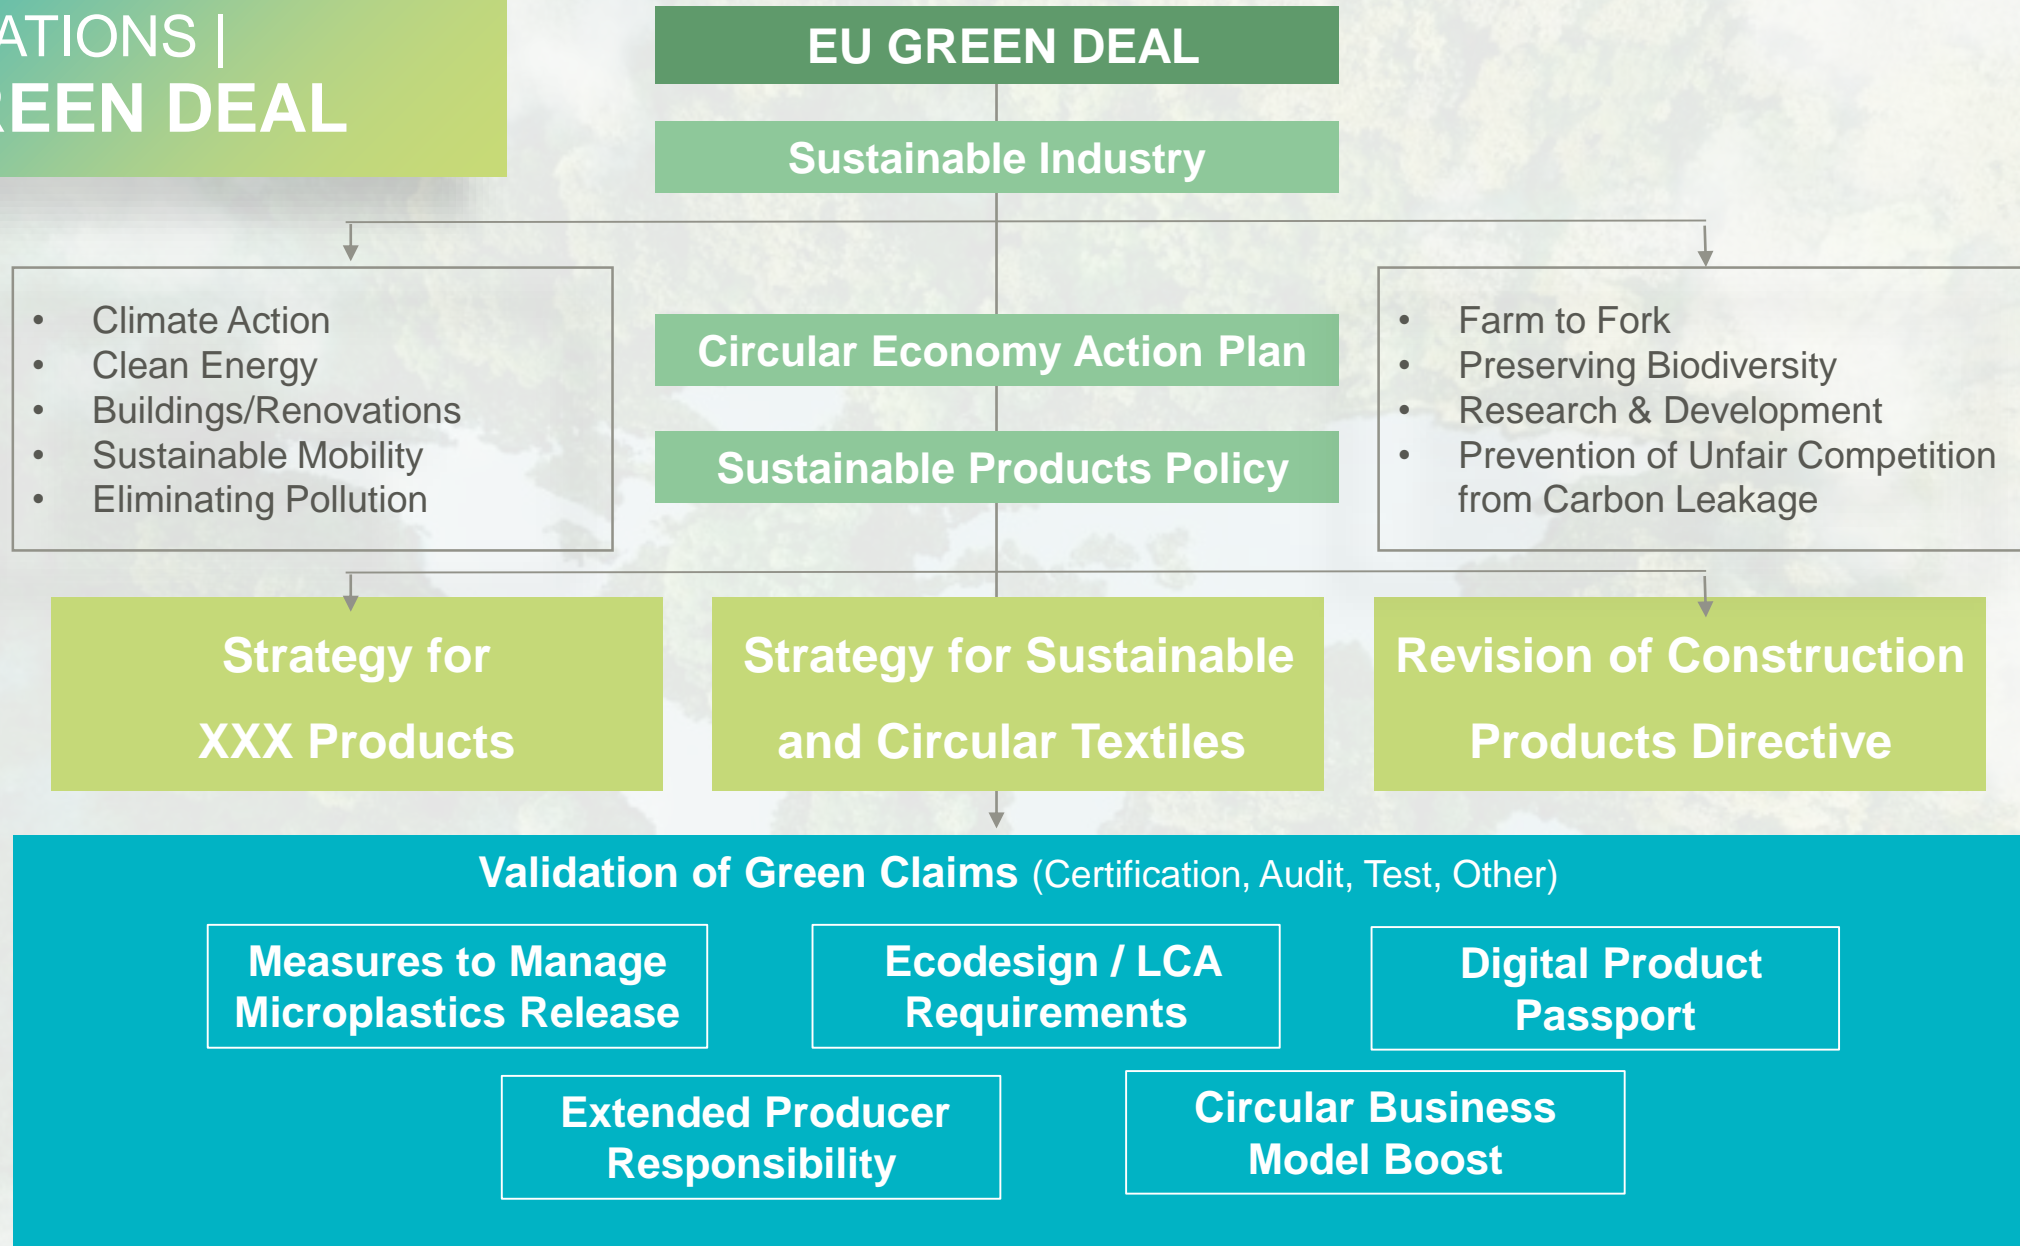 ATIONS |
REEN DEAL
EU GREEN DEAL
Sustainable Industry
• Climate Action
• Clean Energy
• Buildings/Renovations
• Sustainable Mobility
• Eliminating Pollution
Circular Economy Action Plan
Sustainable Products Policy
• Farm to Fork
• Preserving Biodiversity
• Research & Development
• Prevention of Unfair Competition
from Carbon Leakage
Strategy for
XXX Products
Strategy for Sustainable
and Circular Textiles
Revision of Construction
Products Directive
Validation of Green Claims (Certification, Audit, Test, Other)
Measures to Manage
Microplastics Release
Ecodesign / LCA
Requirements
Digital Product
Passport
Extended Producer
Responsibility
Circular Business
Model Boost